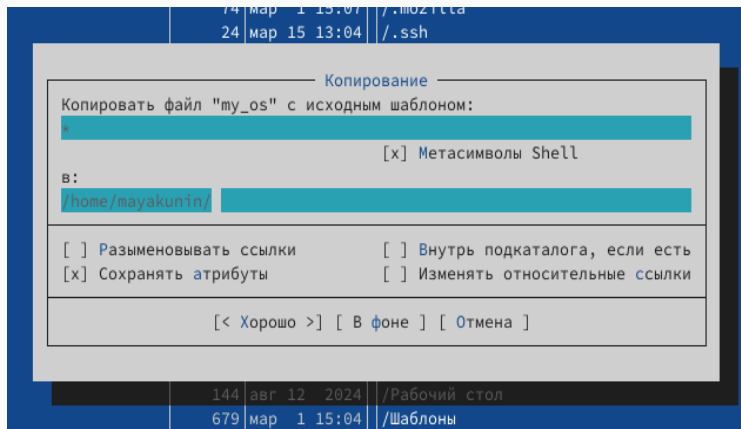 74 мар 1 15:07 /.mozilla
24 мар 15 13:04 /.ssh
Копирование
Копировать файл "my_os" с исходным шаблоном:
*
[x] Метасимволы Shell
в:
/home/mayakunin/
[ ] Разыменовывать ссылки [ ] Внутрь подкаталога, если есть
[x] Сохранять атрибуты [ ] Изменять относительные ссылки
[< Хорошо >] [ В фоне ] [ Отмена ]
144 авг 12 2024 /Рабочий стол
679 мар 1 15:04 /Шаблоны